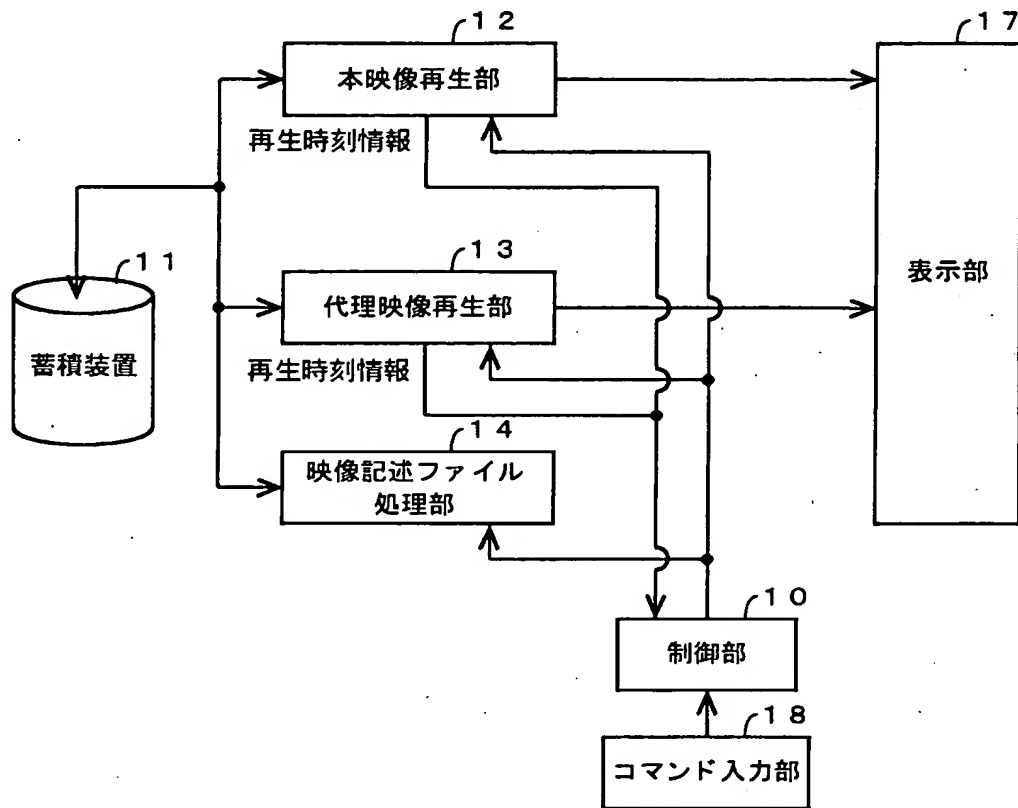 12
本映像再生部
再生時刻情報
17
表示部
11
蓄積装置
13
代理映像再生部
再生時刻情報
14
映像記述ファイル
処理部
10
制御部
18
コマンド入力部